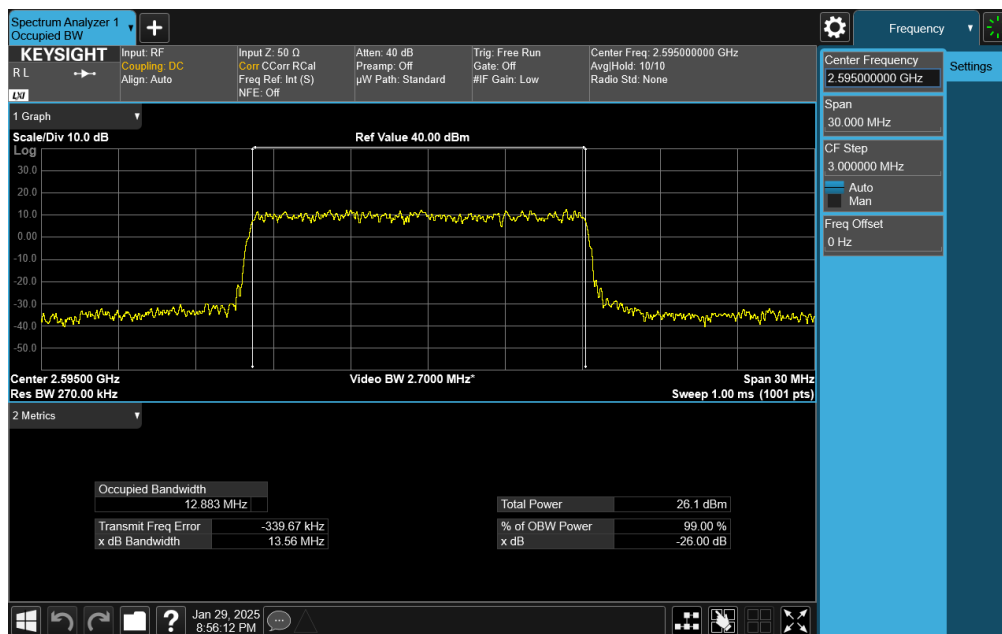 Spectrum Analyzer 1
Occupied BW
Frequency
KEYSIGHT
R L
LXI
Input: RF
Coupling: DC
Align: Auto
Input Z: 50 Ω
Corr CCorr RCal
Freq Ref: Int (S)
NFE: Off
Atten: 40 dB
Preamp: Off
µW Path: Standard
Trig: Free Run
Gate: Off
#IF Gain: Low
Center Freq: 2.595000000 GHz
Avg|Hold: 10/10
Radio Std: None
Center Frequency
2.595000000 GHz
Settings
Span
30.000 MHz
CF Step
3.000000 MHz
Auto
Man
Freq Offset
0 Hz
1 Graph
Scale/Div 10.0 dB
Ref Value 40.00 dBm
Log
30.0
20.0
10.0
0.00
-10.0
-20.0
-30.0
-40.0
-50.0
Center 2.59500 GHz
Video BW 2.7000 MHz*
Span 30 MHz
Res BW 270.00 kHz
Sweep 1.00 ms (1001 pts)
2 Metrics
Occupied Bandwidth
12.883 MHz
Total Power 26.1 dBm
Transmit Freq Error -339.67 kHz
% of OBW Power 99.00 %
x dB Bandwidth 13.56 MHz
x dB -26.00 dB
Jan 29, 2025
8:56:12 PM